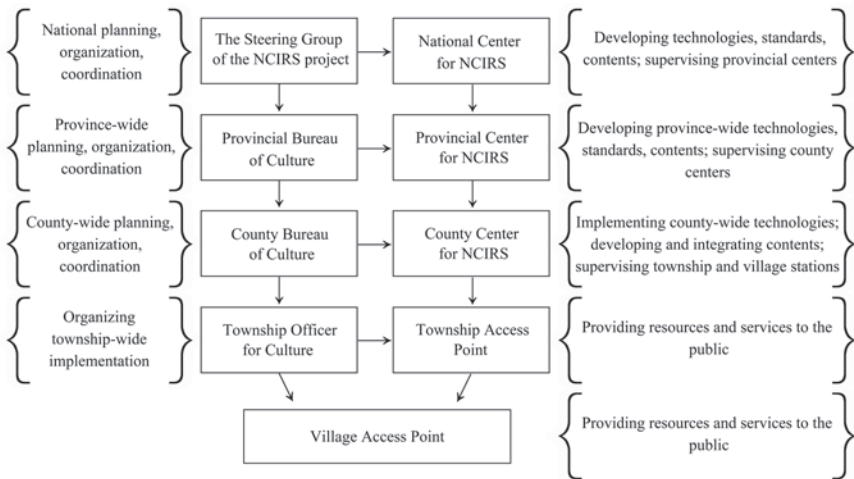 National planning,
organization,
coordination
The Steering Group
of the NCIRS project
National Center
for NCIRS
Developing technologies, standards,
contents; supervising provincial centers
Province-wide
planning, organization,
coordination
Provincial Bureau
of Culture
Provincial Center
for NCIRS
Developing province-wide technologies,
standards, contents; supervising county
centers
County-wide planning,
organization,
coordination
County Bureau
of Culture
County Center
for NCIRS
Implementing county-wide technologies;
developing and integrating contents;
supervising township and village stations
Organizing
township-wide
implementation
Township Officer
for Culture
Township Access
Point
Providing resources and services to the
public
Village Access Point
Providing resources and services to the
public